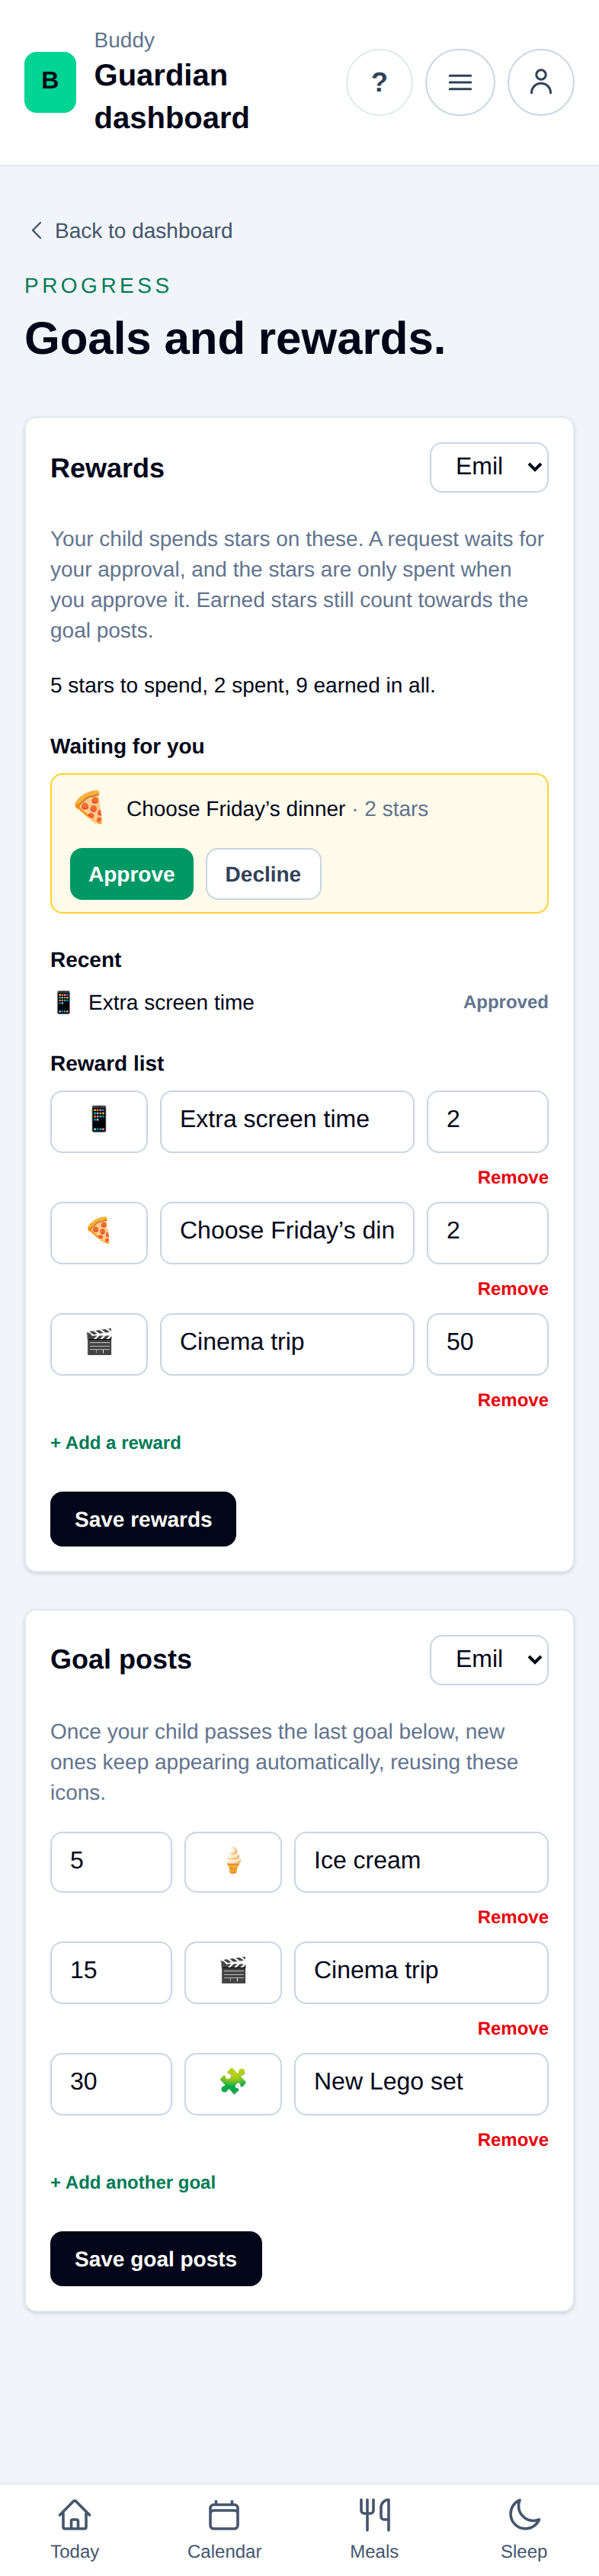 B
Buddy
Guardian
dashboard
?
Back to dashboard
PROGRESS
Goals and rewards.
Rewards
Emil
Your child spends stars on these. A request waits for
your approval, and the stars are only spent when
you approve it. Earned stars still count towards the
goal posts.
5 stars to spend, 2 spent, 9 earned in all.
Waiting for you
Choose Friday’s dinner · 2 stars
Approve
Decline
Recent
Extra screen time
Approved
Reward list
Extra screen time
2
Remove
Choose Friday’s din
2
Remove
Cinema trip
50
Remove
+ Add a reward
Save rewards
Goal posts
Emil
Once your child passes the last goal below, new
ones keep appearing automatically, reusing these
icons.
5
Ice cream
Remove
15
Cinema trip
Remove
30
New Lego set
Remove
+ Add another goal
Save goal posts
Today
Calendar
Meals
Sleep